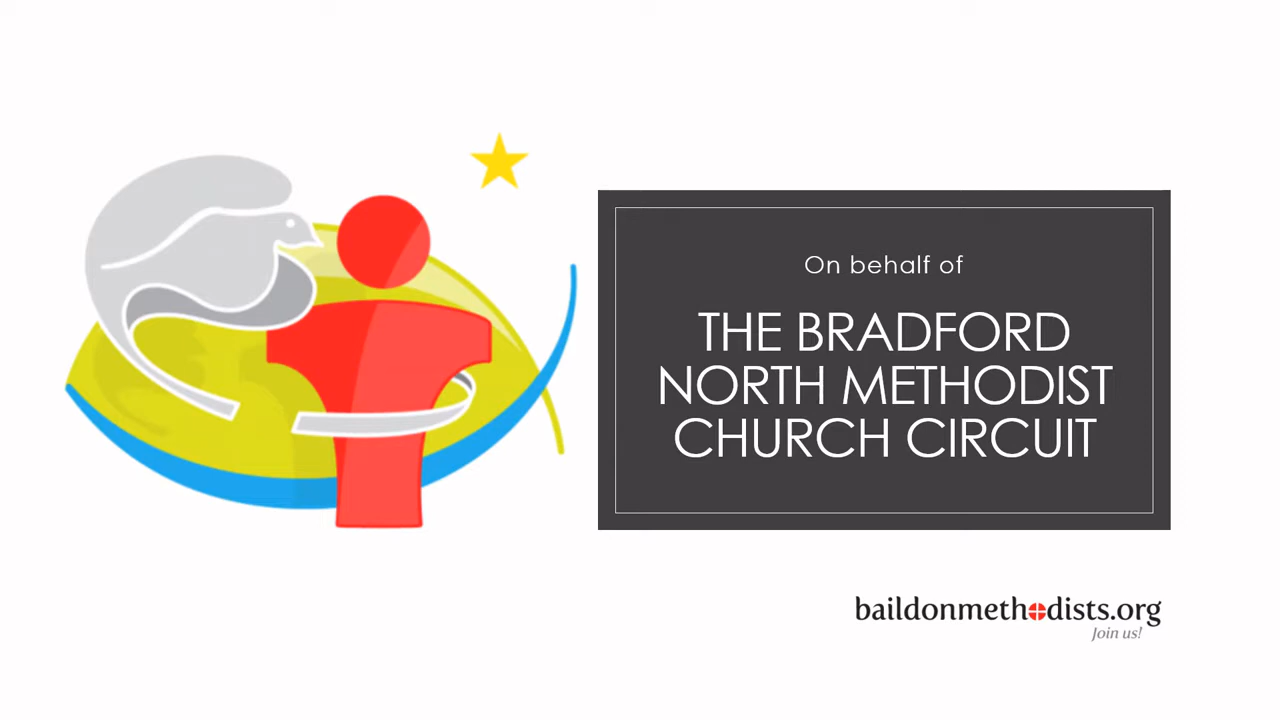 On behalf of
THE BRADFORD
NORTH METHODIST
CHURCH CIRCUIT
baildonmethodists.org
Join us!